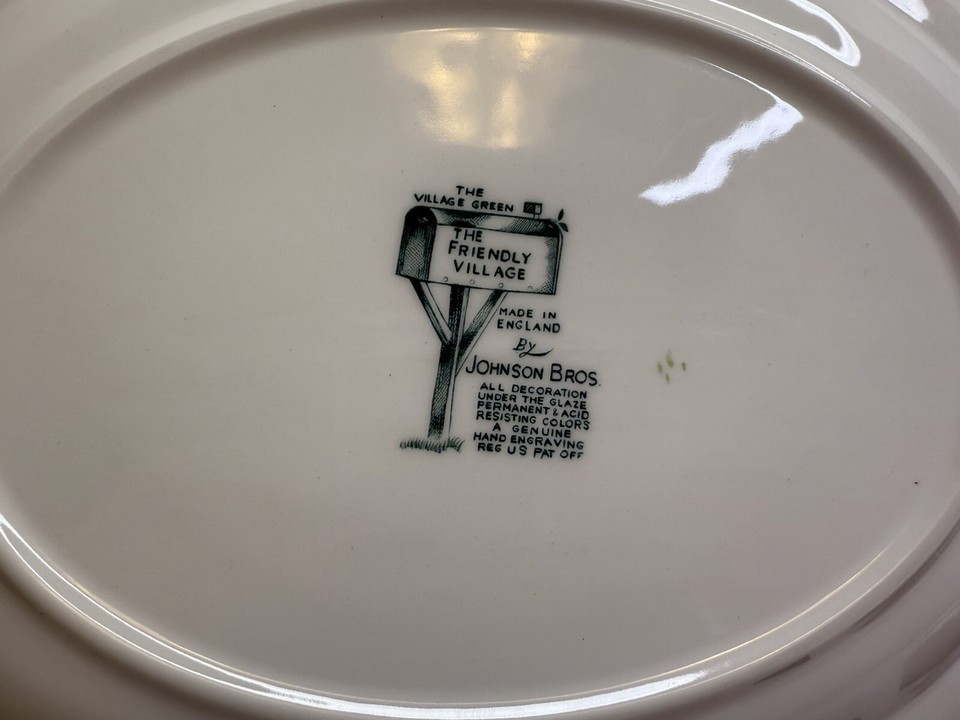 THE
VILLAGE GREEN
THE
FRIENDLY
VILLAGE
MADE IN
ENGLAND
By
JOHNSON BROS.
ALL DECORATION
UNDER THE GLAZE
PERMANENT & ACID
RESISTING COLORS
A GENUINE
HAND ENGRAVING
REG US PAT OFF